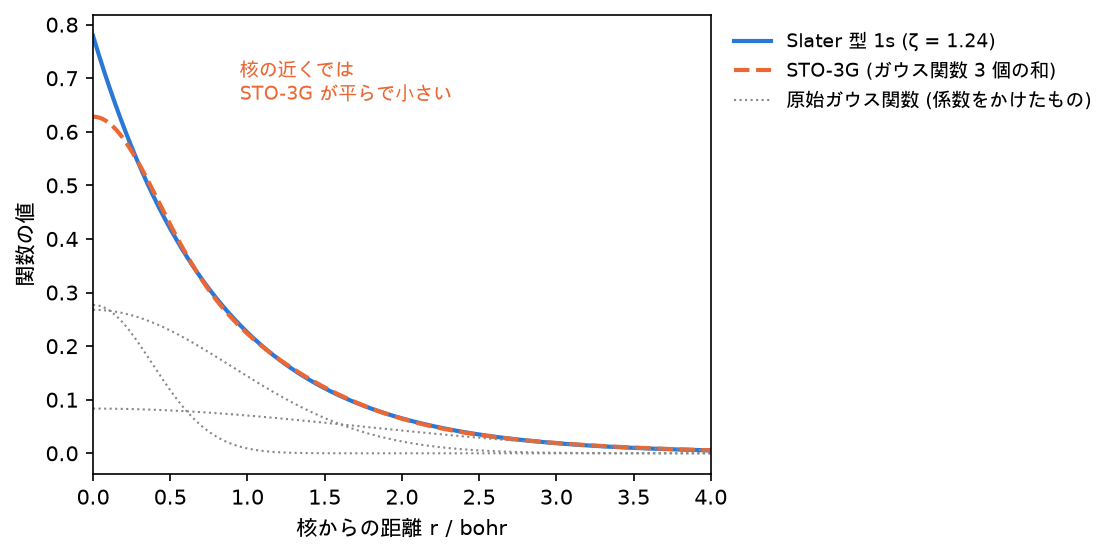 0.8
0.7
0.6
0.5
0.4
0.3
0.2
0.1
0.0
関数の値
核の近くでは
STO-3G が平らで小さい
0.0 0.5 1.0 1.5 2.0 2.5 3.0 3.5 4.0
核からの距離 r / bohr
Slater 型 1s (ζ = 1.24)
STO-3G (ガウス関数 3 個の和)
原始ガウス関数 (係数をかけたもの)